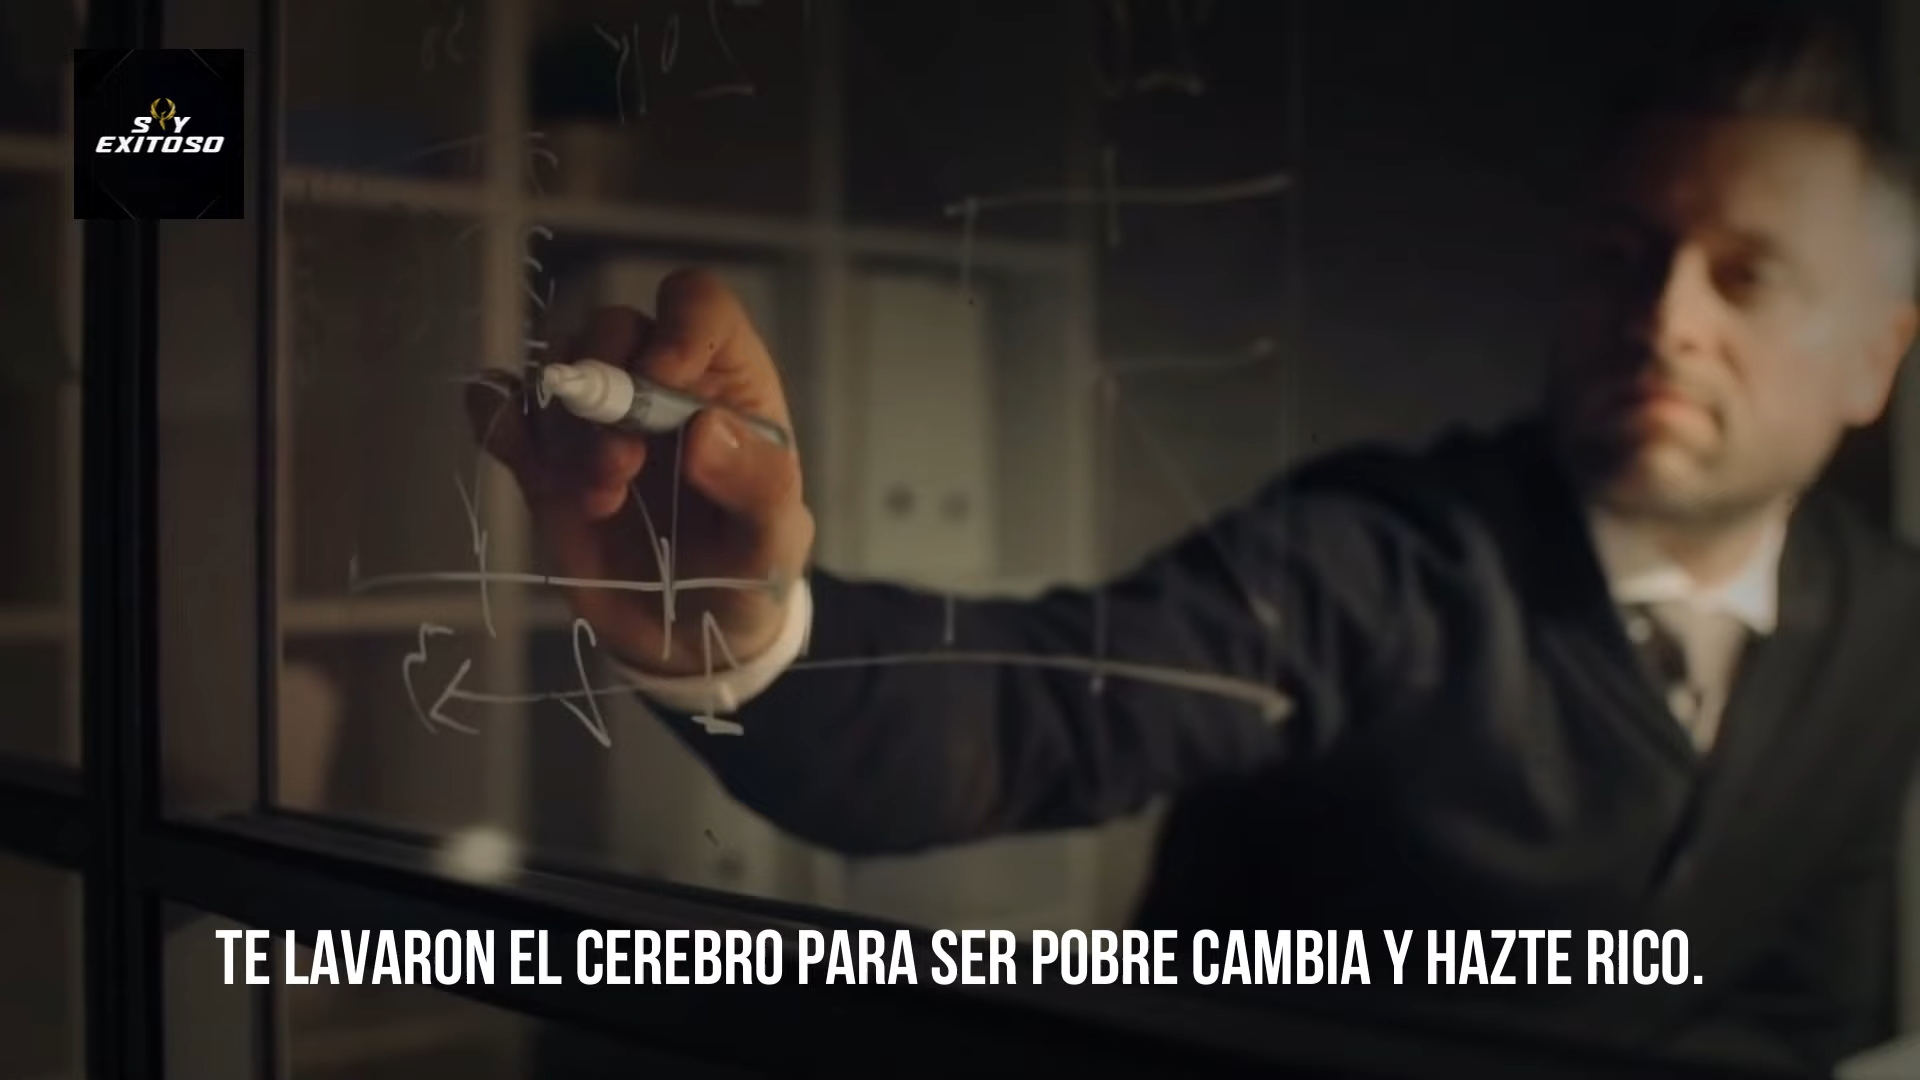 SOY
EXITOSO
TE LAVARON EL CEREBRO PARA SER POBRE CAMBIA Y HAZTE RICO.